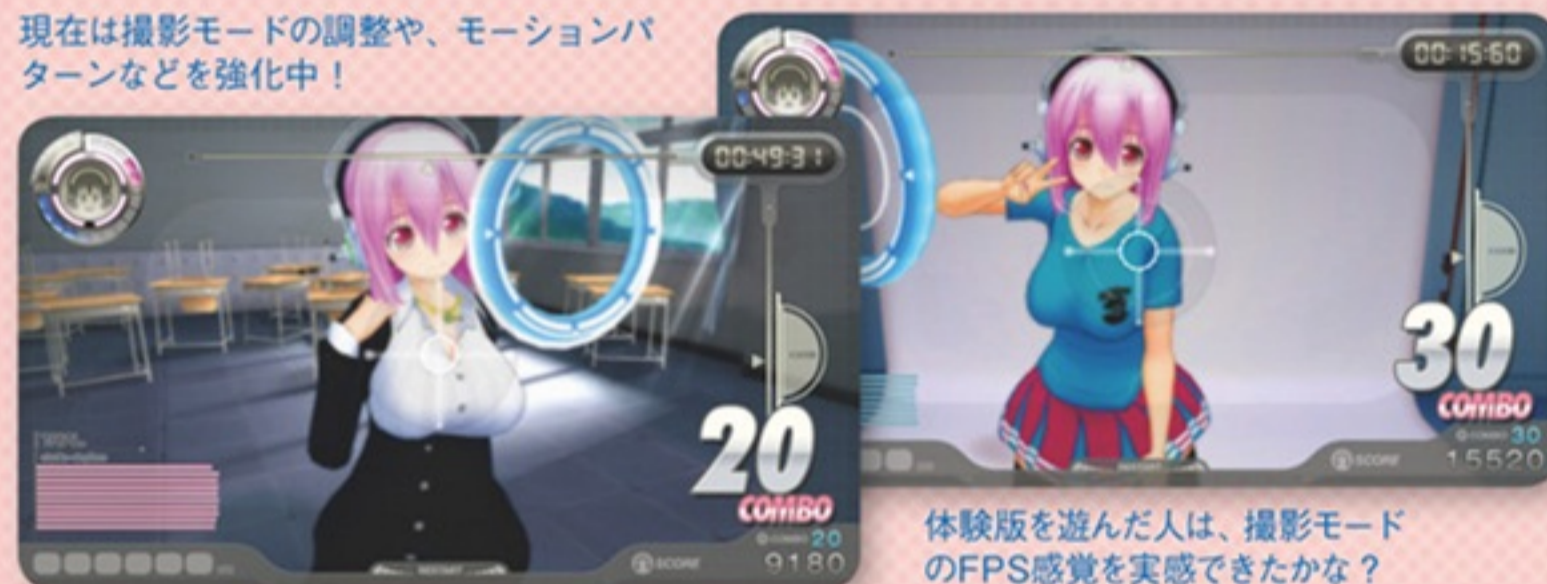 現在は撮影モードの調整や、モーションパ
ターンなどを強化中！
00:49:31
20
COMBO
20
SCORE
9180
00:15:60
30
COMBO
COMBO 30
SCORE
15520
体験版を遊んだ人は、撮影モード
のFPS感覚を実感できたかな？